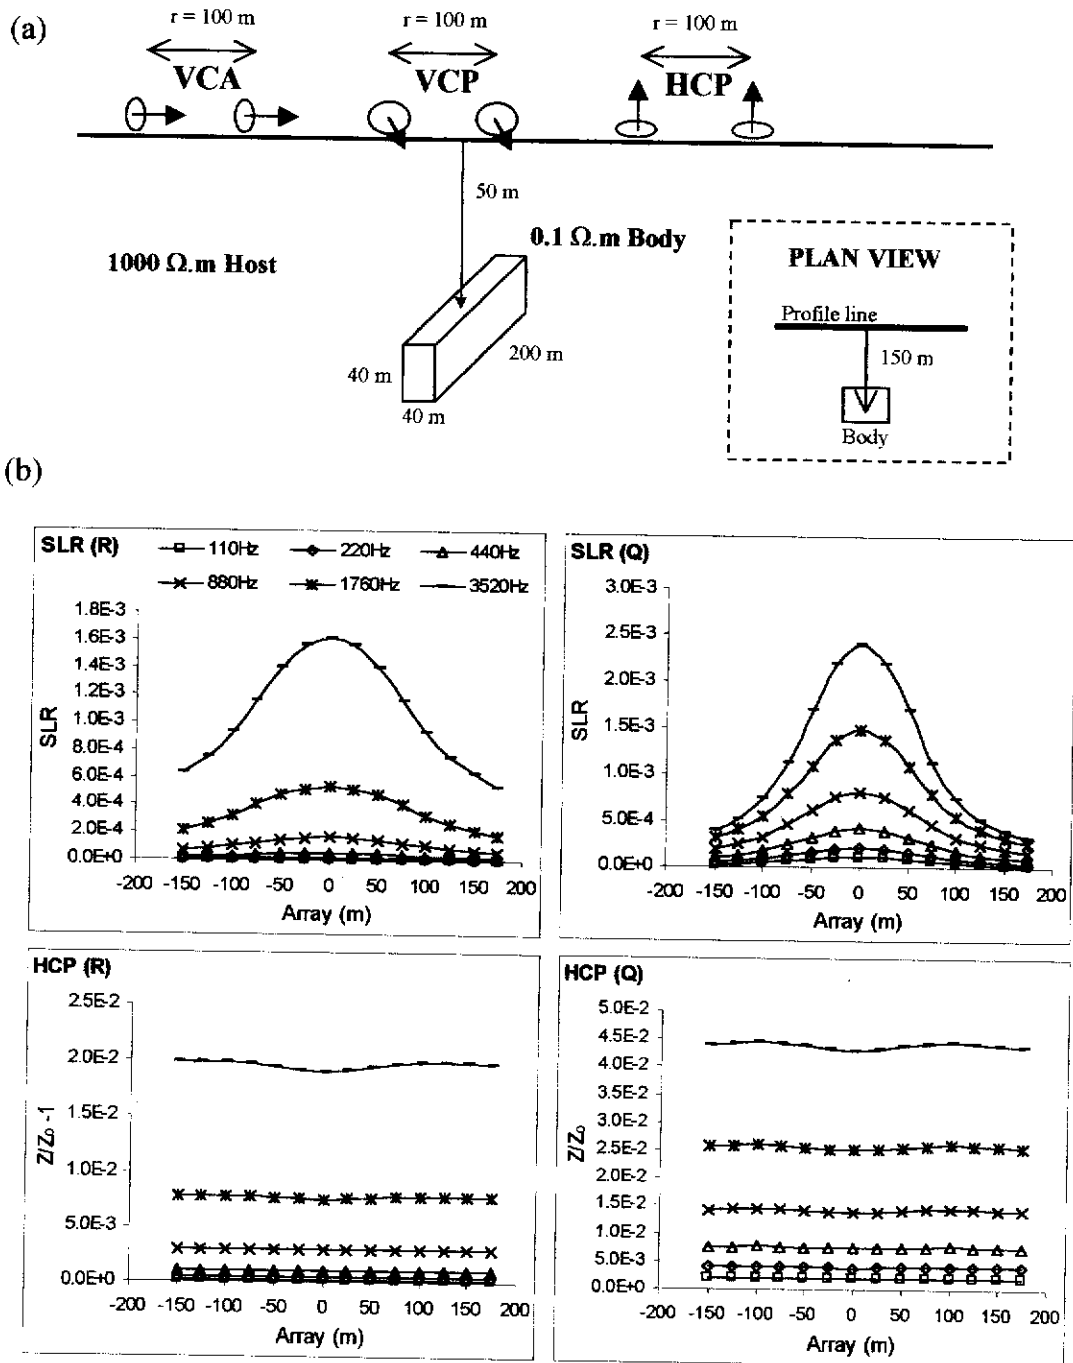 (a)
r = 100 m
r = 100 m
r = 100 m
VCA
VCP
HCP
50 m
0.1 Ω.m Body
1000 Ω.m Host
40 m
40 m
200 m
PLAN VIEW
Profile line
150 m
Body
(b)
SLR (R)
110Hz
220Hz
440Hz
880Hz
1760Hz
3520Hz
1.8E-3
1.6E-3
1.4E-3
1.2E-3
1.0E-3
8.0E-4
6.0E-4
4.0E-4
2.0E-4
0.0E+0
SLR
-200 -150 -100 -50 0 50 100 150 200
Array (m)
SLR (Q)
3.0E-3
2.5E-3
2.0E-3
1.5E-3
1.0E-3
5.0E-4
0.0E+0
SLR
-200 -150 -100 -50 0 50 100 150 200
Array (m)
HCP (R)
2.5E-2
2.0E-2
1.5E-2
1.0E-2
5.0E-3
0.0E+0
Z/Z₀ -1
-200 -150 -100 -50 0 50 100 150 200
Array (m)
HCP (Q)
5.0E-2
4.5E-2
4.0E-2
3.5E-2
3.0E-2
2.5E-2
2.0E-2
1.5E-2
1.0E-2
5.0E-3
0.0E+0
Z/Z₀
-200 -150 -100 -50 0 50 100 150 200
Array (m)